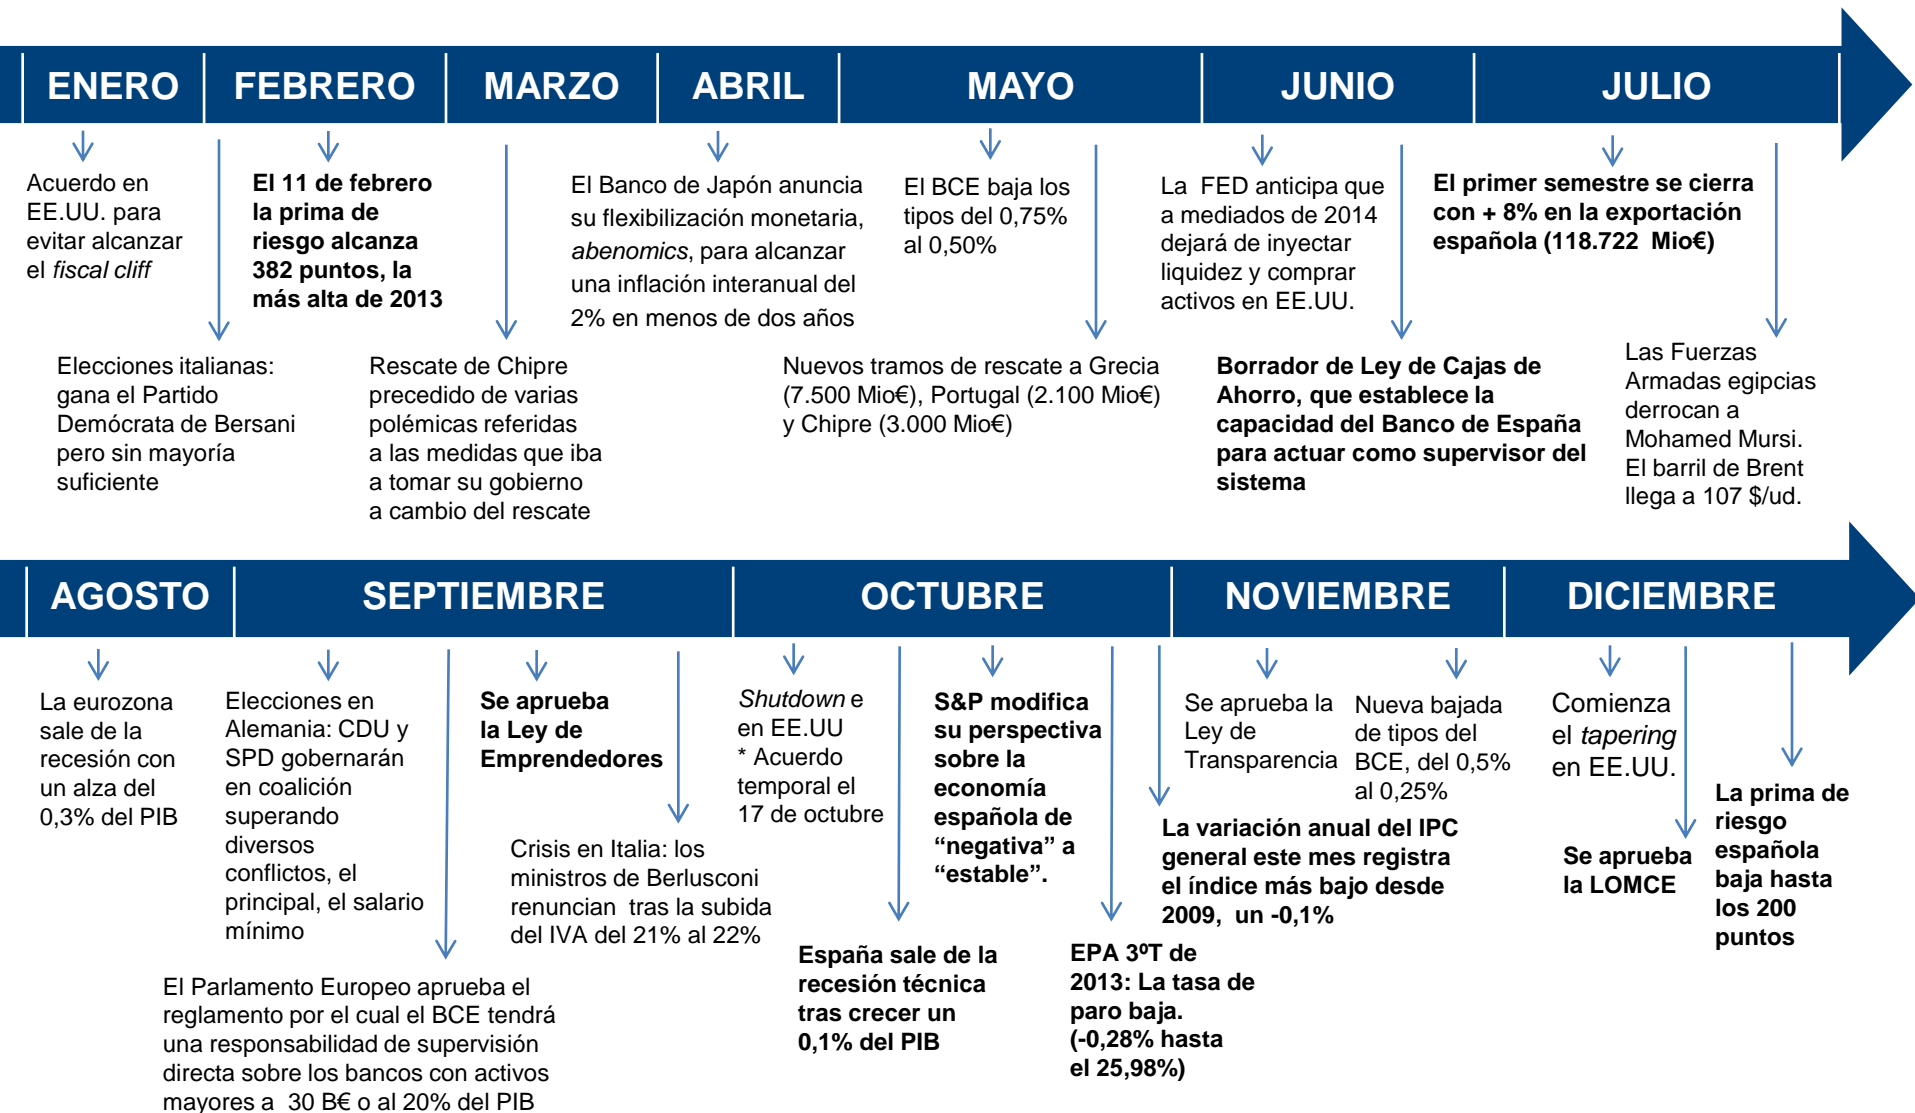 ENERO
FEBRERO
MARZO
ABRIL
MAYO
JUNIO
JULIO
Acuerdo en
EE.UU. para
evitar alcanzar
el fiscal cliff
El 11 de febrero
la prima de
riesgo alcanza
382 puntos, la
más alta de 2013
El Banco de Japón anuncia
su flexibilización monetaria,
abenomics, para alcanzar
una inflación interanual del
2% en menos de dos años
El BCE baja los
tipos del 0,75%
al 0,50%
La FED anticipa que
a mediados de 2014
dejará de inyectar
liquidez y comprar
activos en EE.UU.
El primer semestre se cierra
con + 8% en la exportación
española (118.722 Mio€)
Elecciones italianas:
gana el Partido
Demócrata de Bersani
pero sin mayoría
suficiente
Rescate de Chipre
precedido de varias
polémicas referidas
a las medidas que iba
a tomar su gobierno
a cambio del rescate
Nuevos tramos de rescate a Grecia
(7.500 Mio€), Portugal (2.100 Mio€)
y Chipre (3.000 Mio€)
Borrador de Ley de Cajas de
Ahorro, que establece la
capacidad del Banco de España
para actuar como supervisor del
sistema
Las Fuerzas
Armadas egipcias
derrocan a
Mohamed Mursi.
El barril de Brent
llega a 107 $/ud.
AGOSTO
SEPTIEMBRE
OCTUBRE
NOVIEMBRE
DICIEMBRE
La eurozona
sale de la
recesión con
un alza del
0,3% del PIB
Elecciones en
Alemania: CDU y
SPD gobernarán
en coalición
superando
diversos
conflictos, el
principal, el salario
mínimo
El Parlamento Europeo aprueba el
reglamento por el cual el BCE tendrá
una responsabilidad de supervisión
directa sobre los bancos con activos
mayores a 30 B€ o al 20% del PIB
Se aprueba
la Ley de
Emprendedores
Crisis en Italia: los
ministros de Berlusconi
renuncian tras la subida
del IVA del 21% al 22%
Shutdown e
en EE.UU
* Acuerdo
temporal el
17 de octubre
España sale de la
recesión técnica
tras crecer un
0,1% del PIB
S&P modifica
su perspectiva
sobre la
economía
española de
“negativa” a
“estable”.
EPA 3ºT de
2013: La tasa de
paro baja.
(-0,28% hasta
el 25,98%)
La variación anual del IPC
general este mes registra
el índice más bajo desde
2009, un -0,1%
Se aprueba la
Ley de
Transparencia
Nueva bajada
de tipos del
BCE, del 0,5%
al 0,25%
Comienza
el tapering
en EE.UU.
Se aprueba
la LOMCE
La prima de
riesgo
española
baja hasta
los 200
puntos